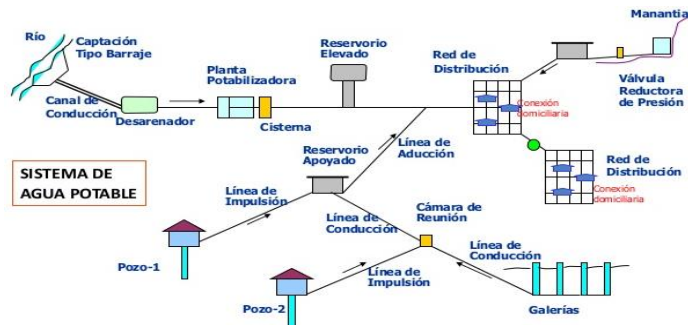 Río
Captación
Tipo Barraje
Canal de
Conducción
Desarenador
Planta
Potabilizadora
Cisterna
Reservorio
Elevado
Red de
Distribución
Conexión
domiciliaria
Manantia
Válvula
Reductora
de Presión
SISTEMA DE
AGUA POTABLE
Reservorio
Apoyado
Línea de
Aducción
Red de
Distribución
Conexión
domiciliaria
Línea de
Impulsión
Línea de
Conducción
Cámara de
Reunión
Línea de
Conducción
Pozo-1
Línea de
Impulsión
Pozo-2
Galerías